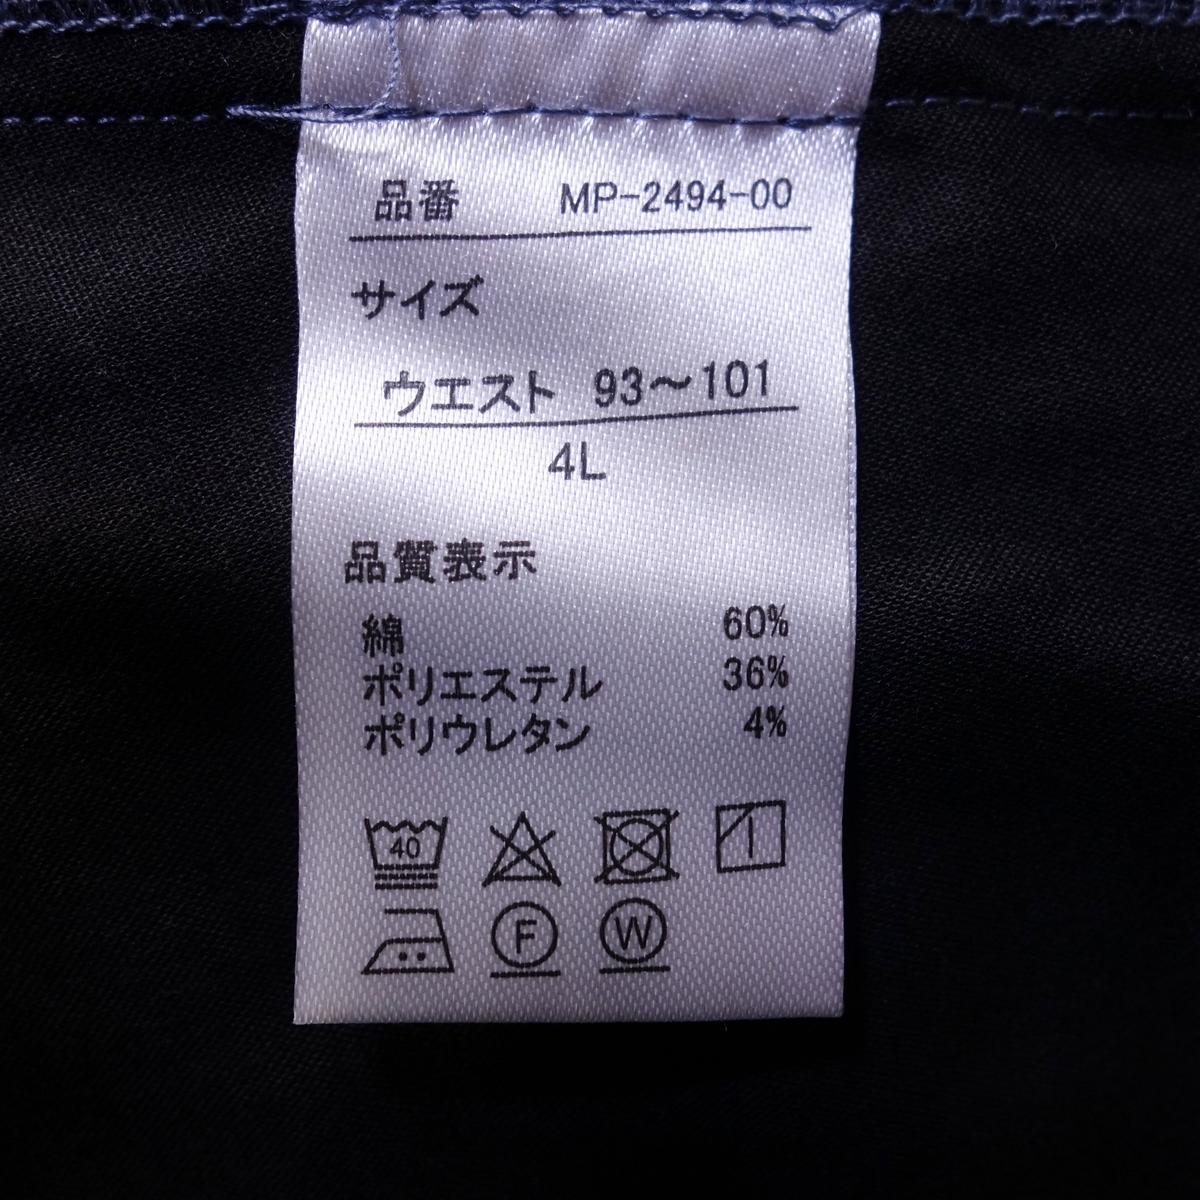 品番 MP-2494-00
サイズ
ウエスト 93～101
4L
品質表示
綿 60%
ポリエステル 36%
ポリウレタン 4%
40
F W